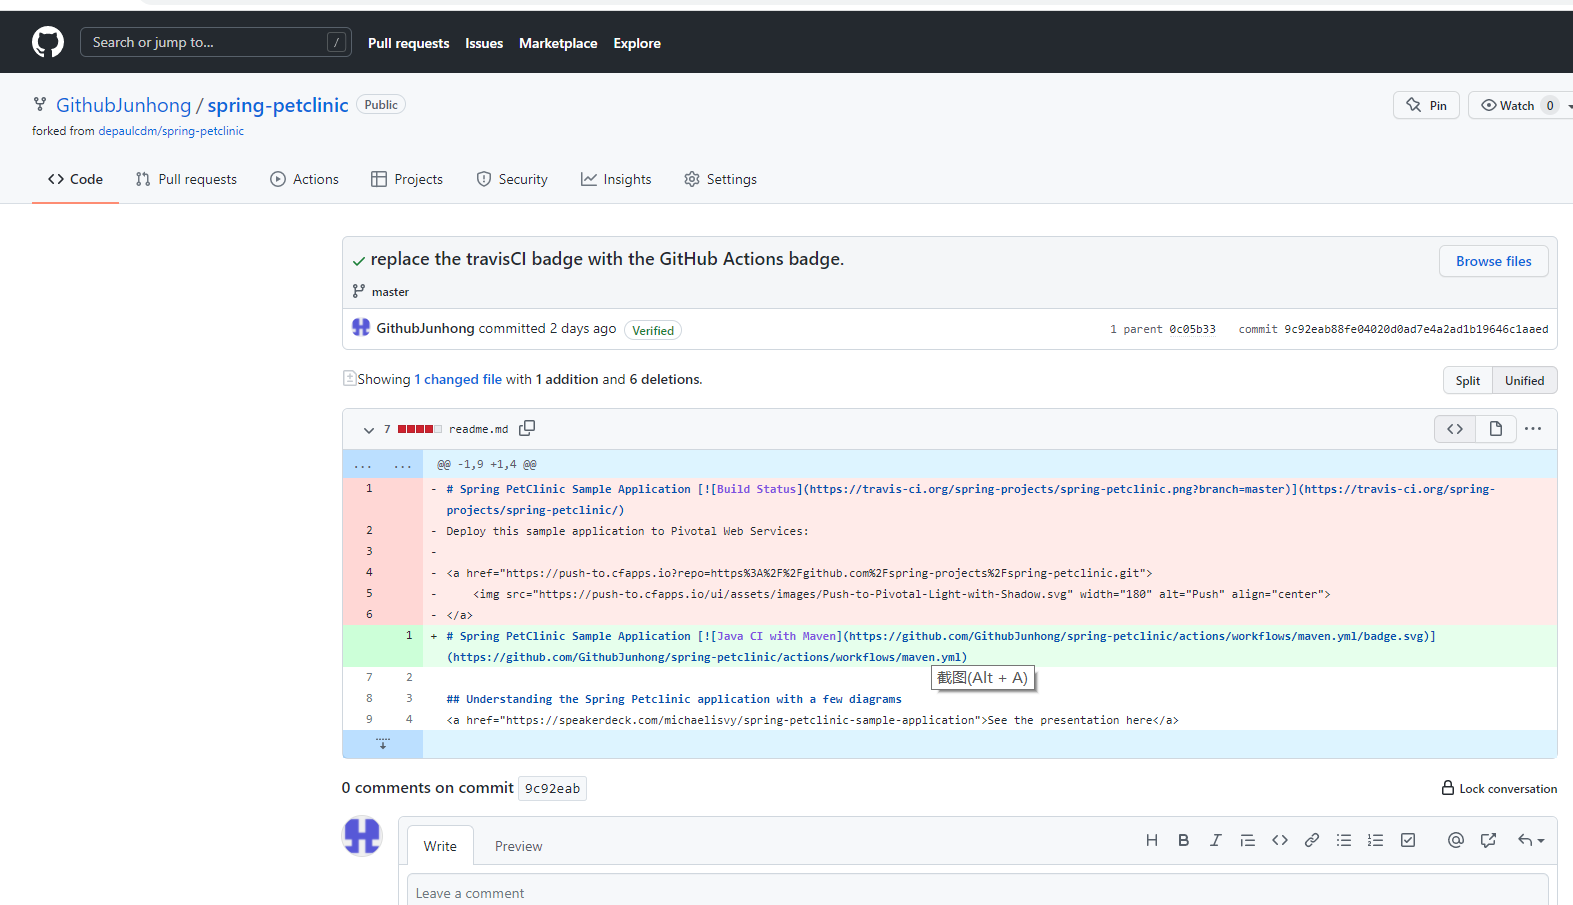 Search or jump to... /
Pull requests Issues Marketplace Explore
GithubJunhong / spring-petclinic Public
Pin Watch 0
forked from depaulcdm/spring-petclinic
Code Pull requests Actions Projects Security Insights Settings
replace the travisCI badge with the GitHub Actions badge.
Browse files
master
GithubJunhong committed 2 days ago Verified
1 parent 0c05b33 commit 9c92eab88fe04020d0ad7e4a2ad1b19646c1aaed
Showing 1 changed file with 1 addition and 6 deletions.
Split Unified
7 readme.md
... ... @@ -1,9 +1,4 @@
1 - # Spring PetClinic Sample Application [![Build Status](https://travis-ci.org/spring-projects/spring-petclinic.png?branch=master)](https://travis-ci.org/spring-
projects/spring-petclinic/)
2 - Deploy this sample application to Pivotal Web Services:
3 -
4 - <a href="https://push-to.cfapps.io?repo=https%3A%2F%2Fgithub.com%2Fspring-projects%2Fspring-petclinic.git">
5 - <img src="https://push-to.cfapps.io/ui/assets/images/Push-to-Pivotal-Light-with-Shadow.svg" width="180" alt="Push" align="center">
6 - </a>
1 + # Spring PetClinic Sample Application [![Java CI with Maven](https://github.com/GithubJunhong/spring-petclinic/actions/workflows/maven.yml/badge.svg)]
(https://github.com/GithubJunhong/spring-petclinic/actions/workflows/maven.yml)
7 2
截图(Alt + A)
8 3 ## Understanding the Spring Petclinic application with a few diagrams
9 4 <a href="https://speakerdeck.com/michaelisvy/spring-petclinic-sample-application">See the presentation here</a>
0 comments on commit 9c92eab
Lock conversation
Write Preview
Leave a comment